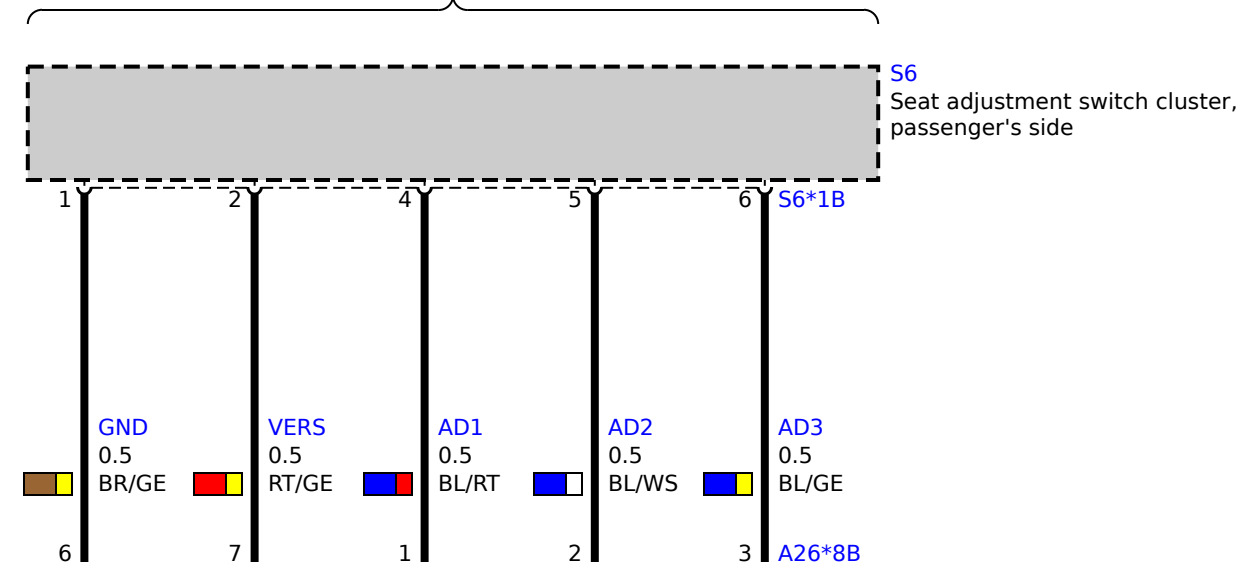 S6
Seat adjustment switch cluster,
passenger's side
1 2 4 5 6 S6*1B
GND VERS AD1 AD2 AD3
0.5 0.5 0.5 0.5 0.5
BR/GE RT/GE BL/RT BL/WS BL/GE
6 7 1 2 3 A26*8B